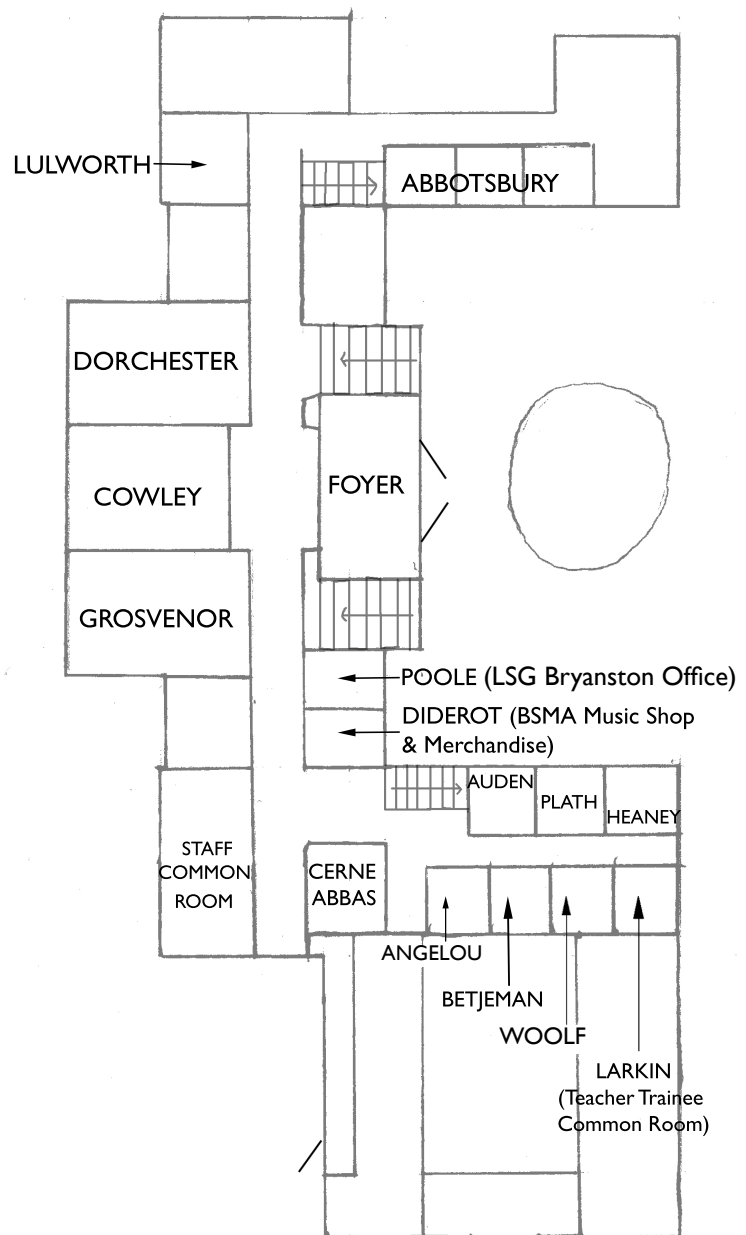 LULWORTH
ABBOTSBURY
DORCHESTER
COWLEY
FOYER
GROSVENOR
POOLE (LSG Bryanston Office)
DIDEROT (BSMA Music Shop
& Merchandise)
AUDEN
PLATH
HEANEY
STAFF
COMMON
ROOM
CERNE
ABBAS
ANGELOU
BETJEMAN
WOOLF
LARKIN
(Teacher Trainee
Common Room)